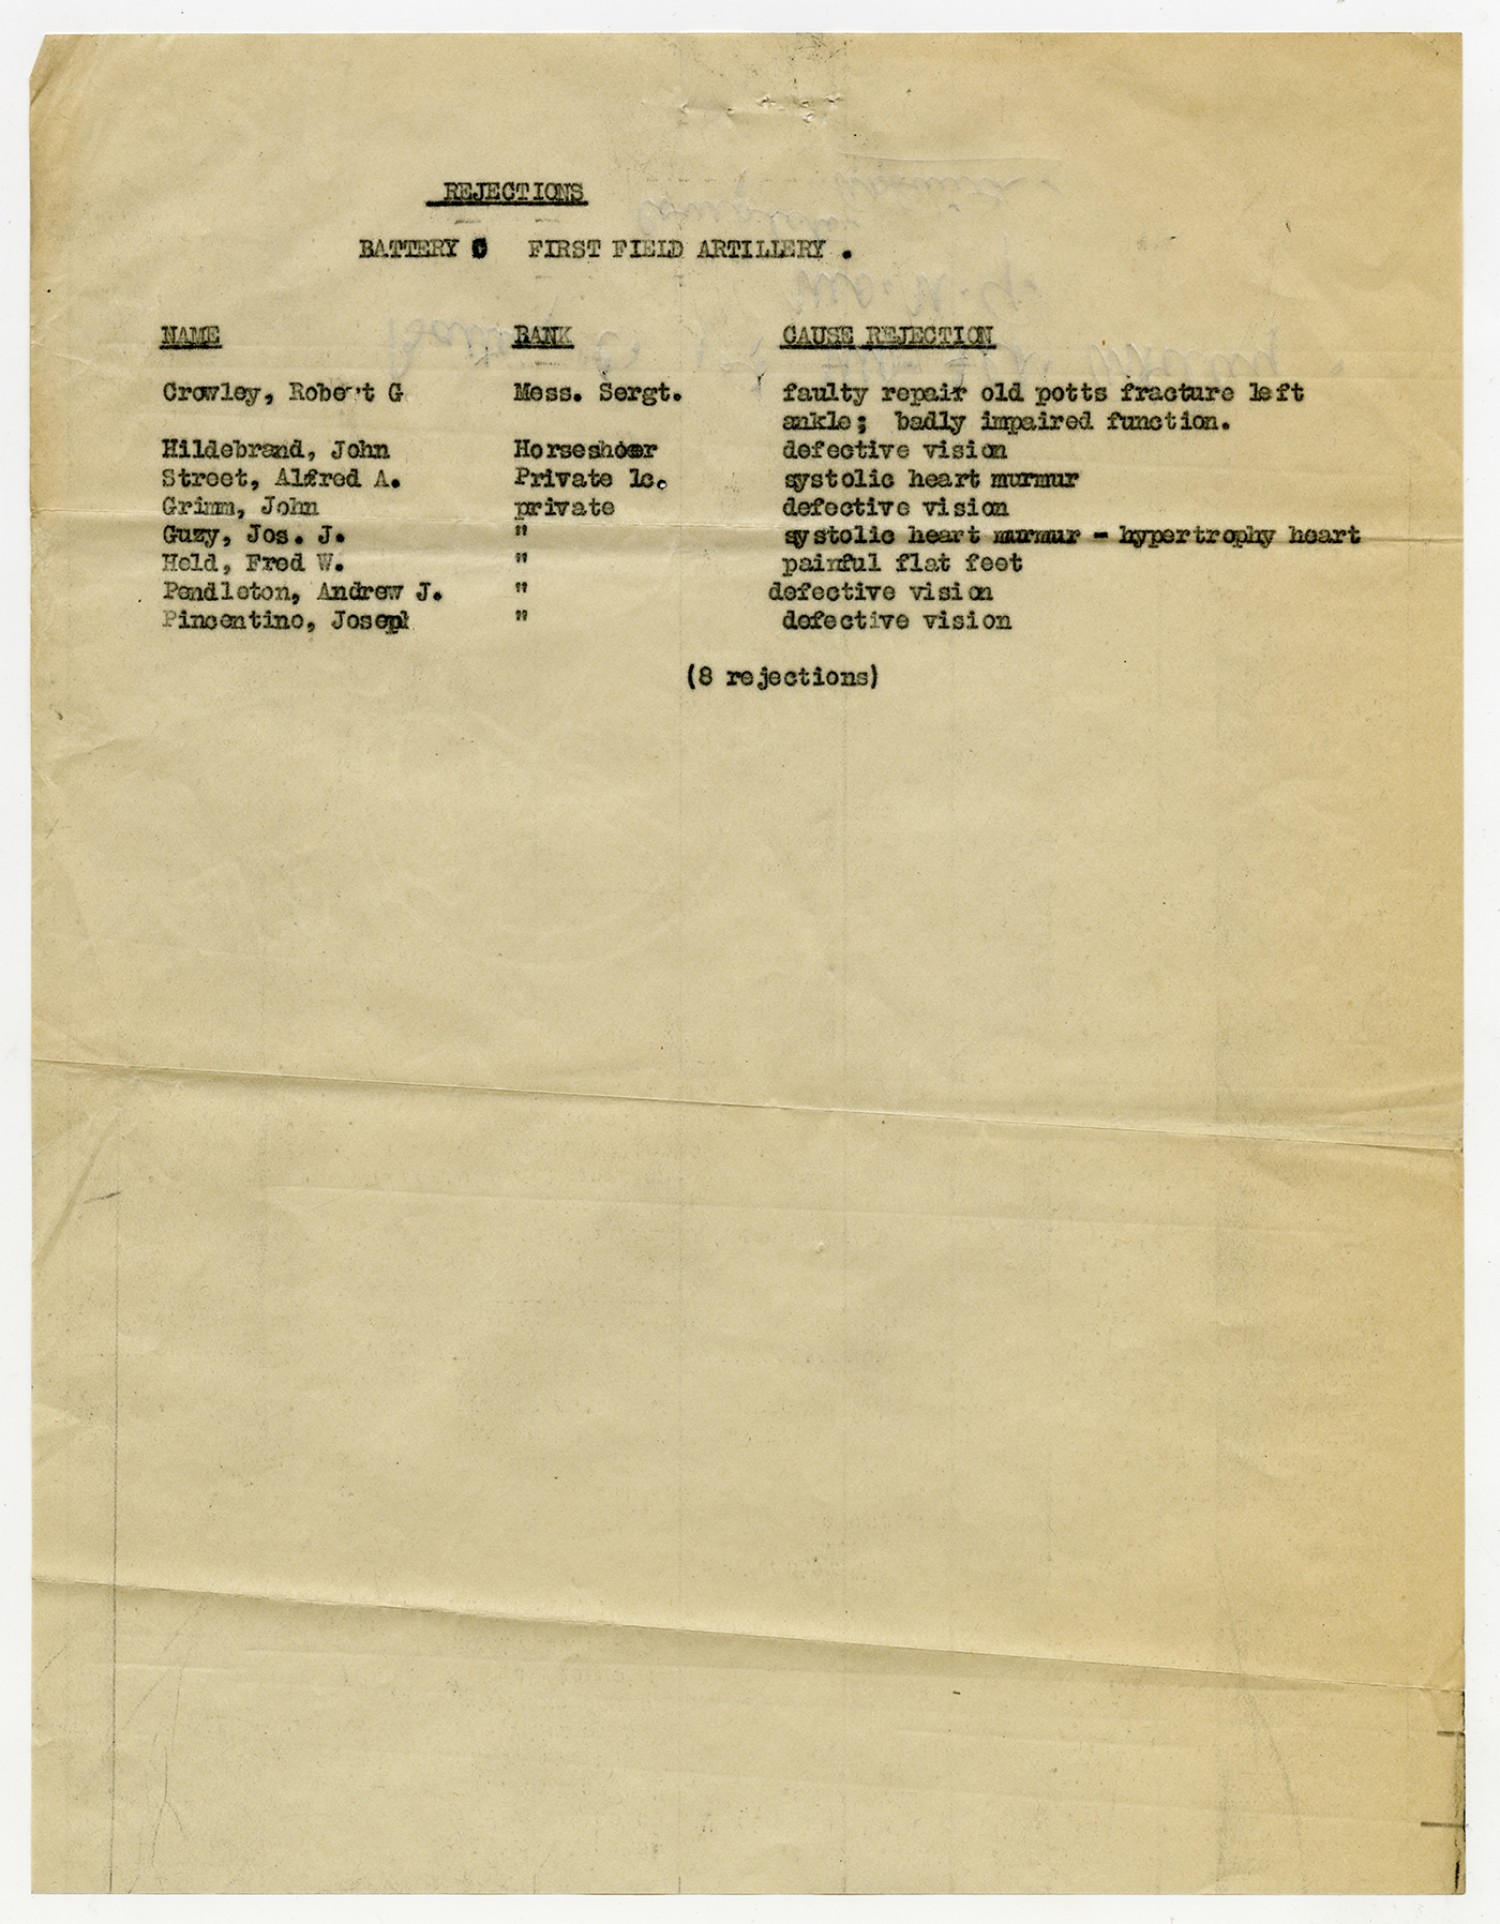 REJECTIONS
BATTERY C FIRST FIELD ARTILLERY .
NAME RANK CAUSE REJECTION
Crowley, Robert G Mess. Sergt. faulty repair old potts fracture left
ankle; badly impaired function.
Hildebrand, John Horseshoer defective vision
Street, Alfred A. Private 1c. systolic heart murmur
Grimm, John private defective vision
Guzy, Jos. J. " systolic heart murmur - hypertrophy heart
Held, Fred W. " painful flat feet
Pendleton, Andrew J. " defective vision
Pincentino, Joseph " defective vision
(8 rejections)